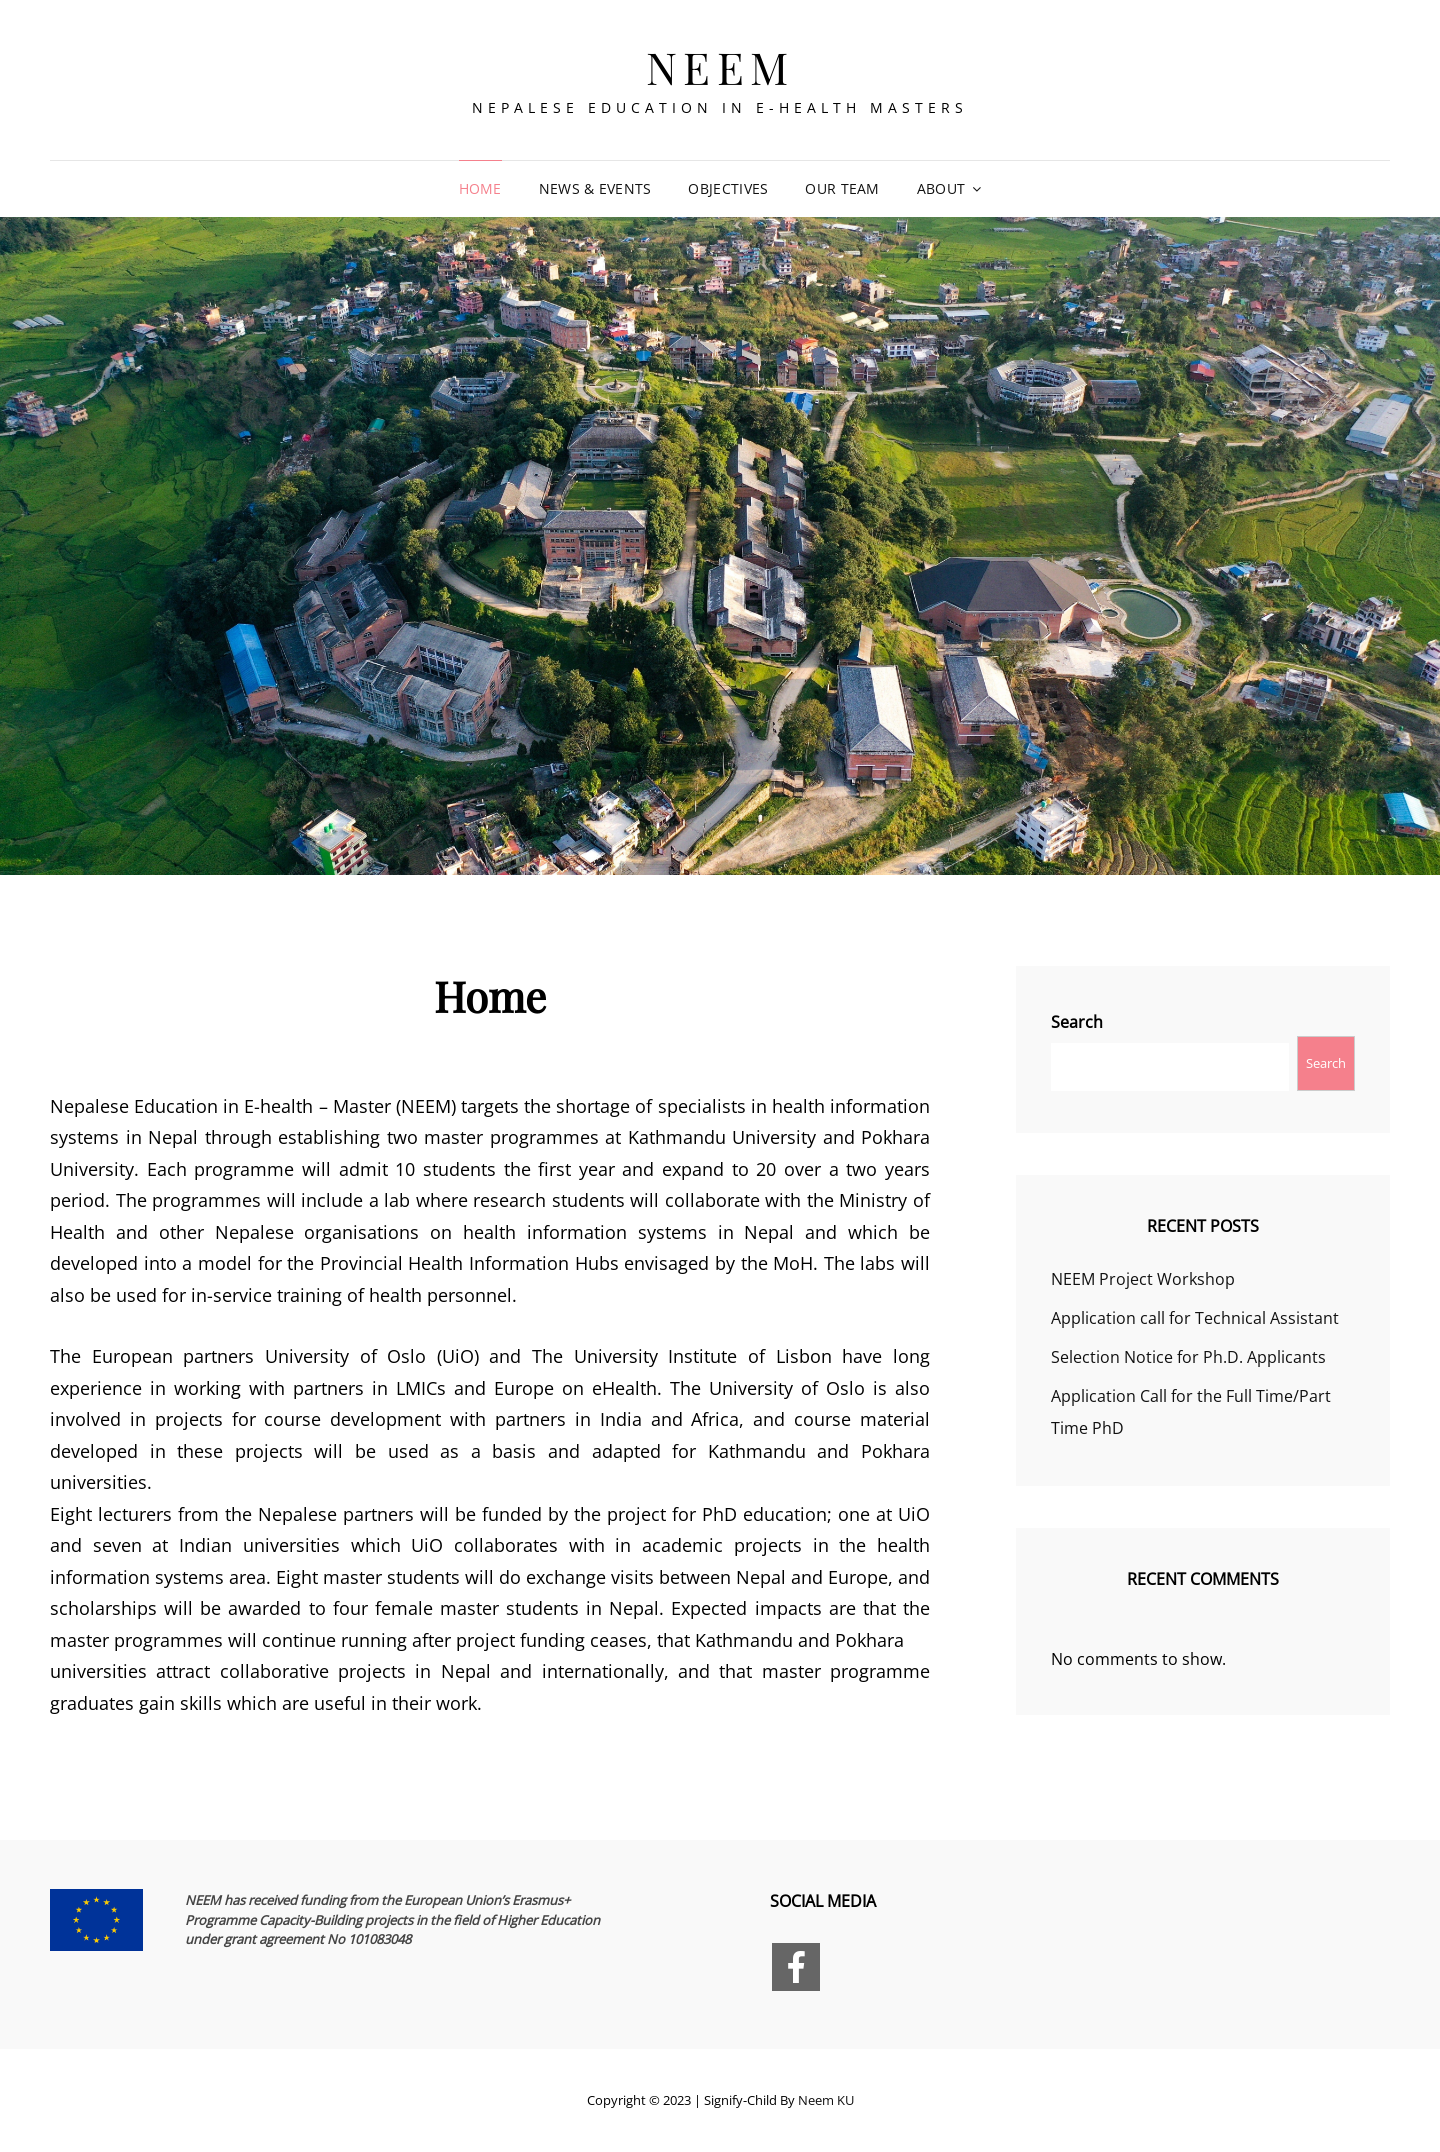 NEEM
NEPALESE EDUCATION IN E-HEALTH MASTERS
HOME NEWS & EVENTS OBJECTIVES OUR TEAM ABOUT
Home
Nepalese Education in E-health – Master (NEEM) targets the shortage of specialists in health information
systems in Nepal through establishing two master programmes at Kathmandu University and Pokhara
University. Each programme will admit 10 students the first year and expand to 20 over a two years
period. The programmes will include a lab where research students will collaborate with the Ministry of
Health and other Nepalese organisations on health information systems in Nepal and which be
developed into a model for the Provincial Health Information Hubs envisaged by the MoH. The labs will
also be used for in-service training of health personnel.
The European partners University of Oslo (UiO) and The University Institute of Lisbon have long
experience in working with partners in LMICs and Europe on eHealth. The University of Oslo is also
involved in projects for course development with partners in India and Africa, and course material
developed in these projects will be used as a basis and adapted for Kathmandu and Pokhara
universities.
Eight lecturers from the Nepalese partners will be funded by the project for PhD education; one at UiO
and seven at Indian universities which UiO collaborates with in academic projects in the health
information systems area. Eight master students will do exchange visits between Nepal and Europe, and
scholarships will be awarded to four female master students in Nepal. Expected impacts are that the
master programmes will continue running after project funding ceases, that Kathmandu and Pokhara
universities attract collaborative projects in Nepal and internationally, and that master programme
graduates gain skills which are useful in their work.
Search
Search
RECENT POSTS
NEEM Project Workshop
Application call for Technical Assistant
Selection Notice for Ph.D. Applicants
Application Call for the Full Time/Part
Time PhD
RECENT COMMENTS
No comments to show.
NEEM has received funding from the European Union’s Erasmus+
Programme Capacity-Building projects in the field of Higher Education
under grant agreement No 101083048
SOCIAL MEDIA
Copyright © 2023 | Signify-Child By Neem KU